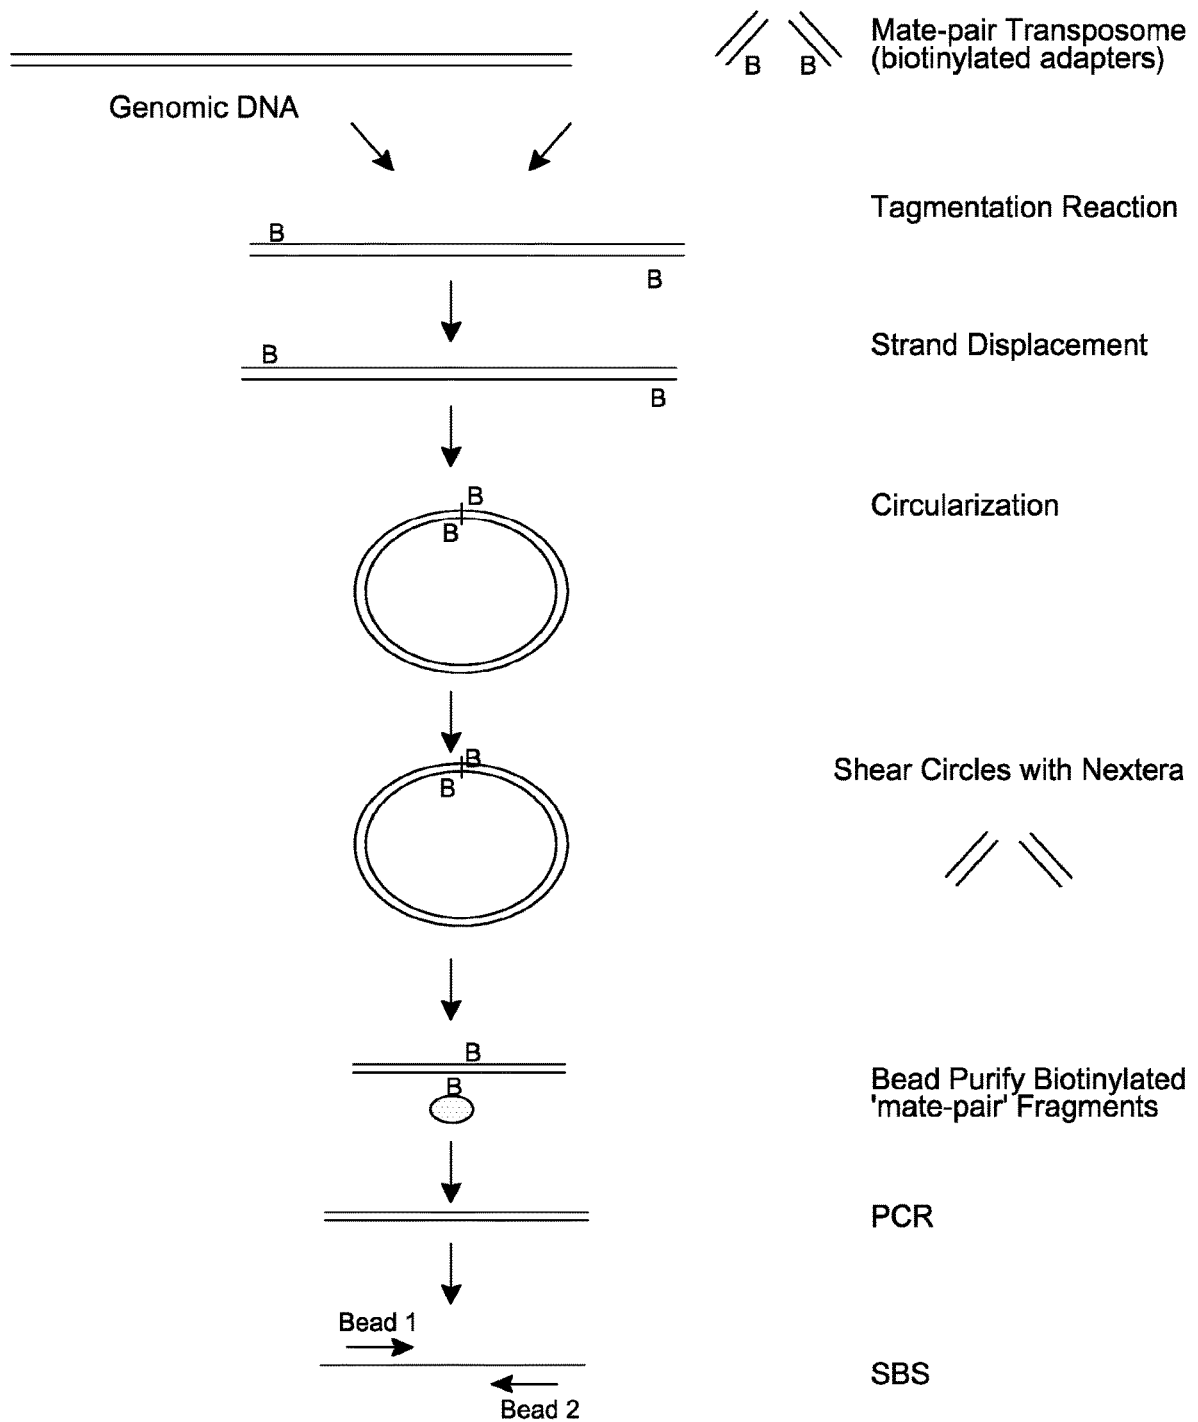 Mate-pair Transposome
(biotinylated adapters)
B B
Genomic DNA
Tagmentation Reaction
B
B
Strand Displacement
B
B
Circularization
B
B
Shear Circles with Nextera
B
B
B
Bead Purify Biotinylated
'mate-pair' Fragments
B
PCR
Bead 1
SBS
Bead 2